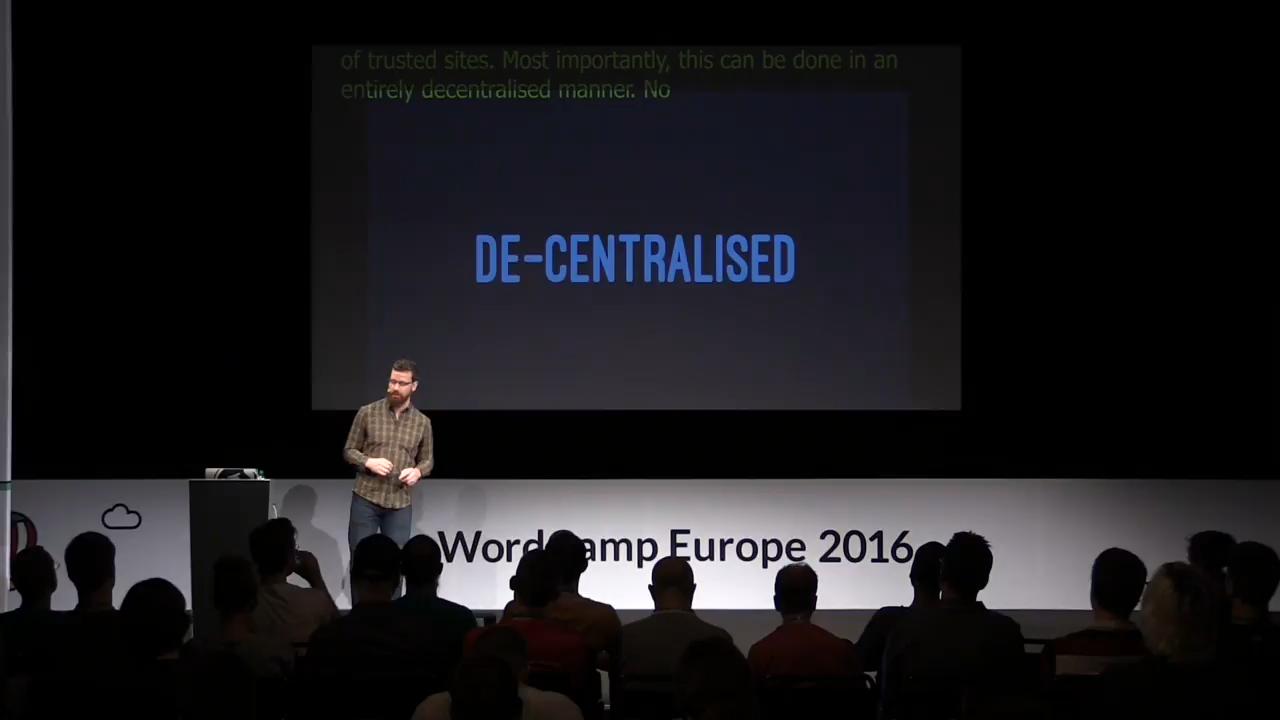 of trusted sites. Most importantly, this can be done in an
entirely decentralised manner. No
DE-CENTRALISED
WordCamp Europe 2016